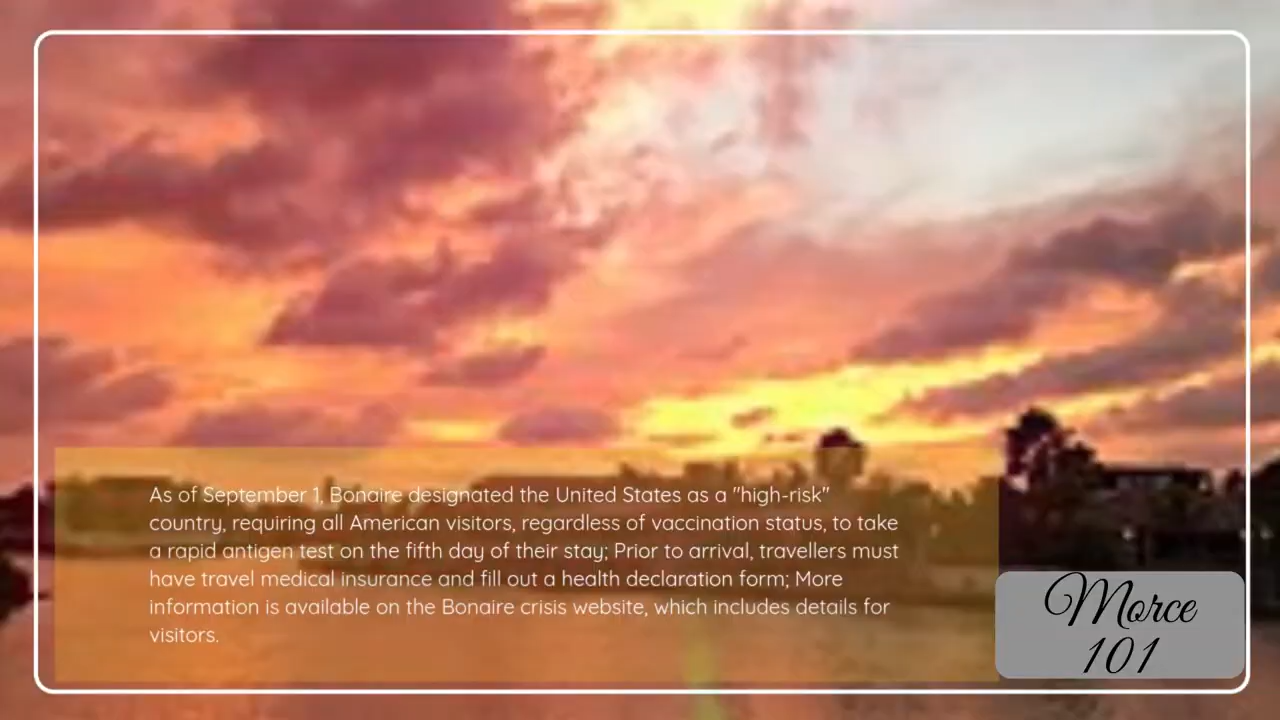 As of September 1, Bonaire designated the United States as a "high-risk"
country, requiring all American visitors, regardless of vaccination status, to take
a rapid antigen test on the fifth day of their stay; Prior to arrival, travellers must
have travel medical insurance and fill out a health declaration form; More
information is available on the Bonaire crisis website, which includes details for
visitors.
Morce
101